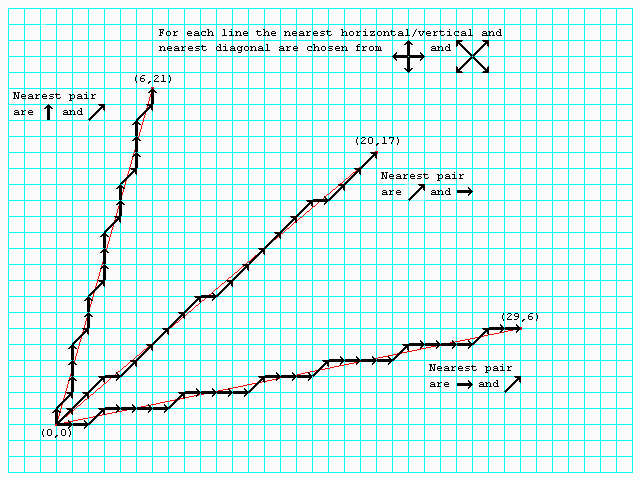 For each line the nearest horizontal/vertical and
nearest diagonal are chosen from and
(6,21)
Nearest pair
are and
(20,17)
Nearest pair
are and
(29,6)
Nearest pair
are and
(0,0)